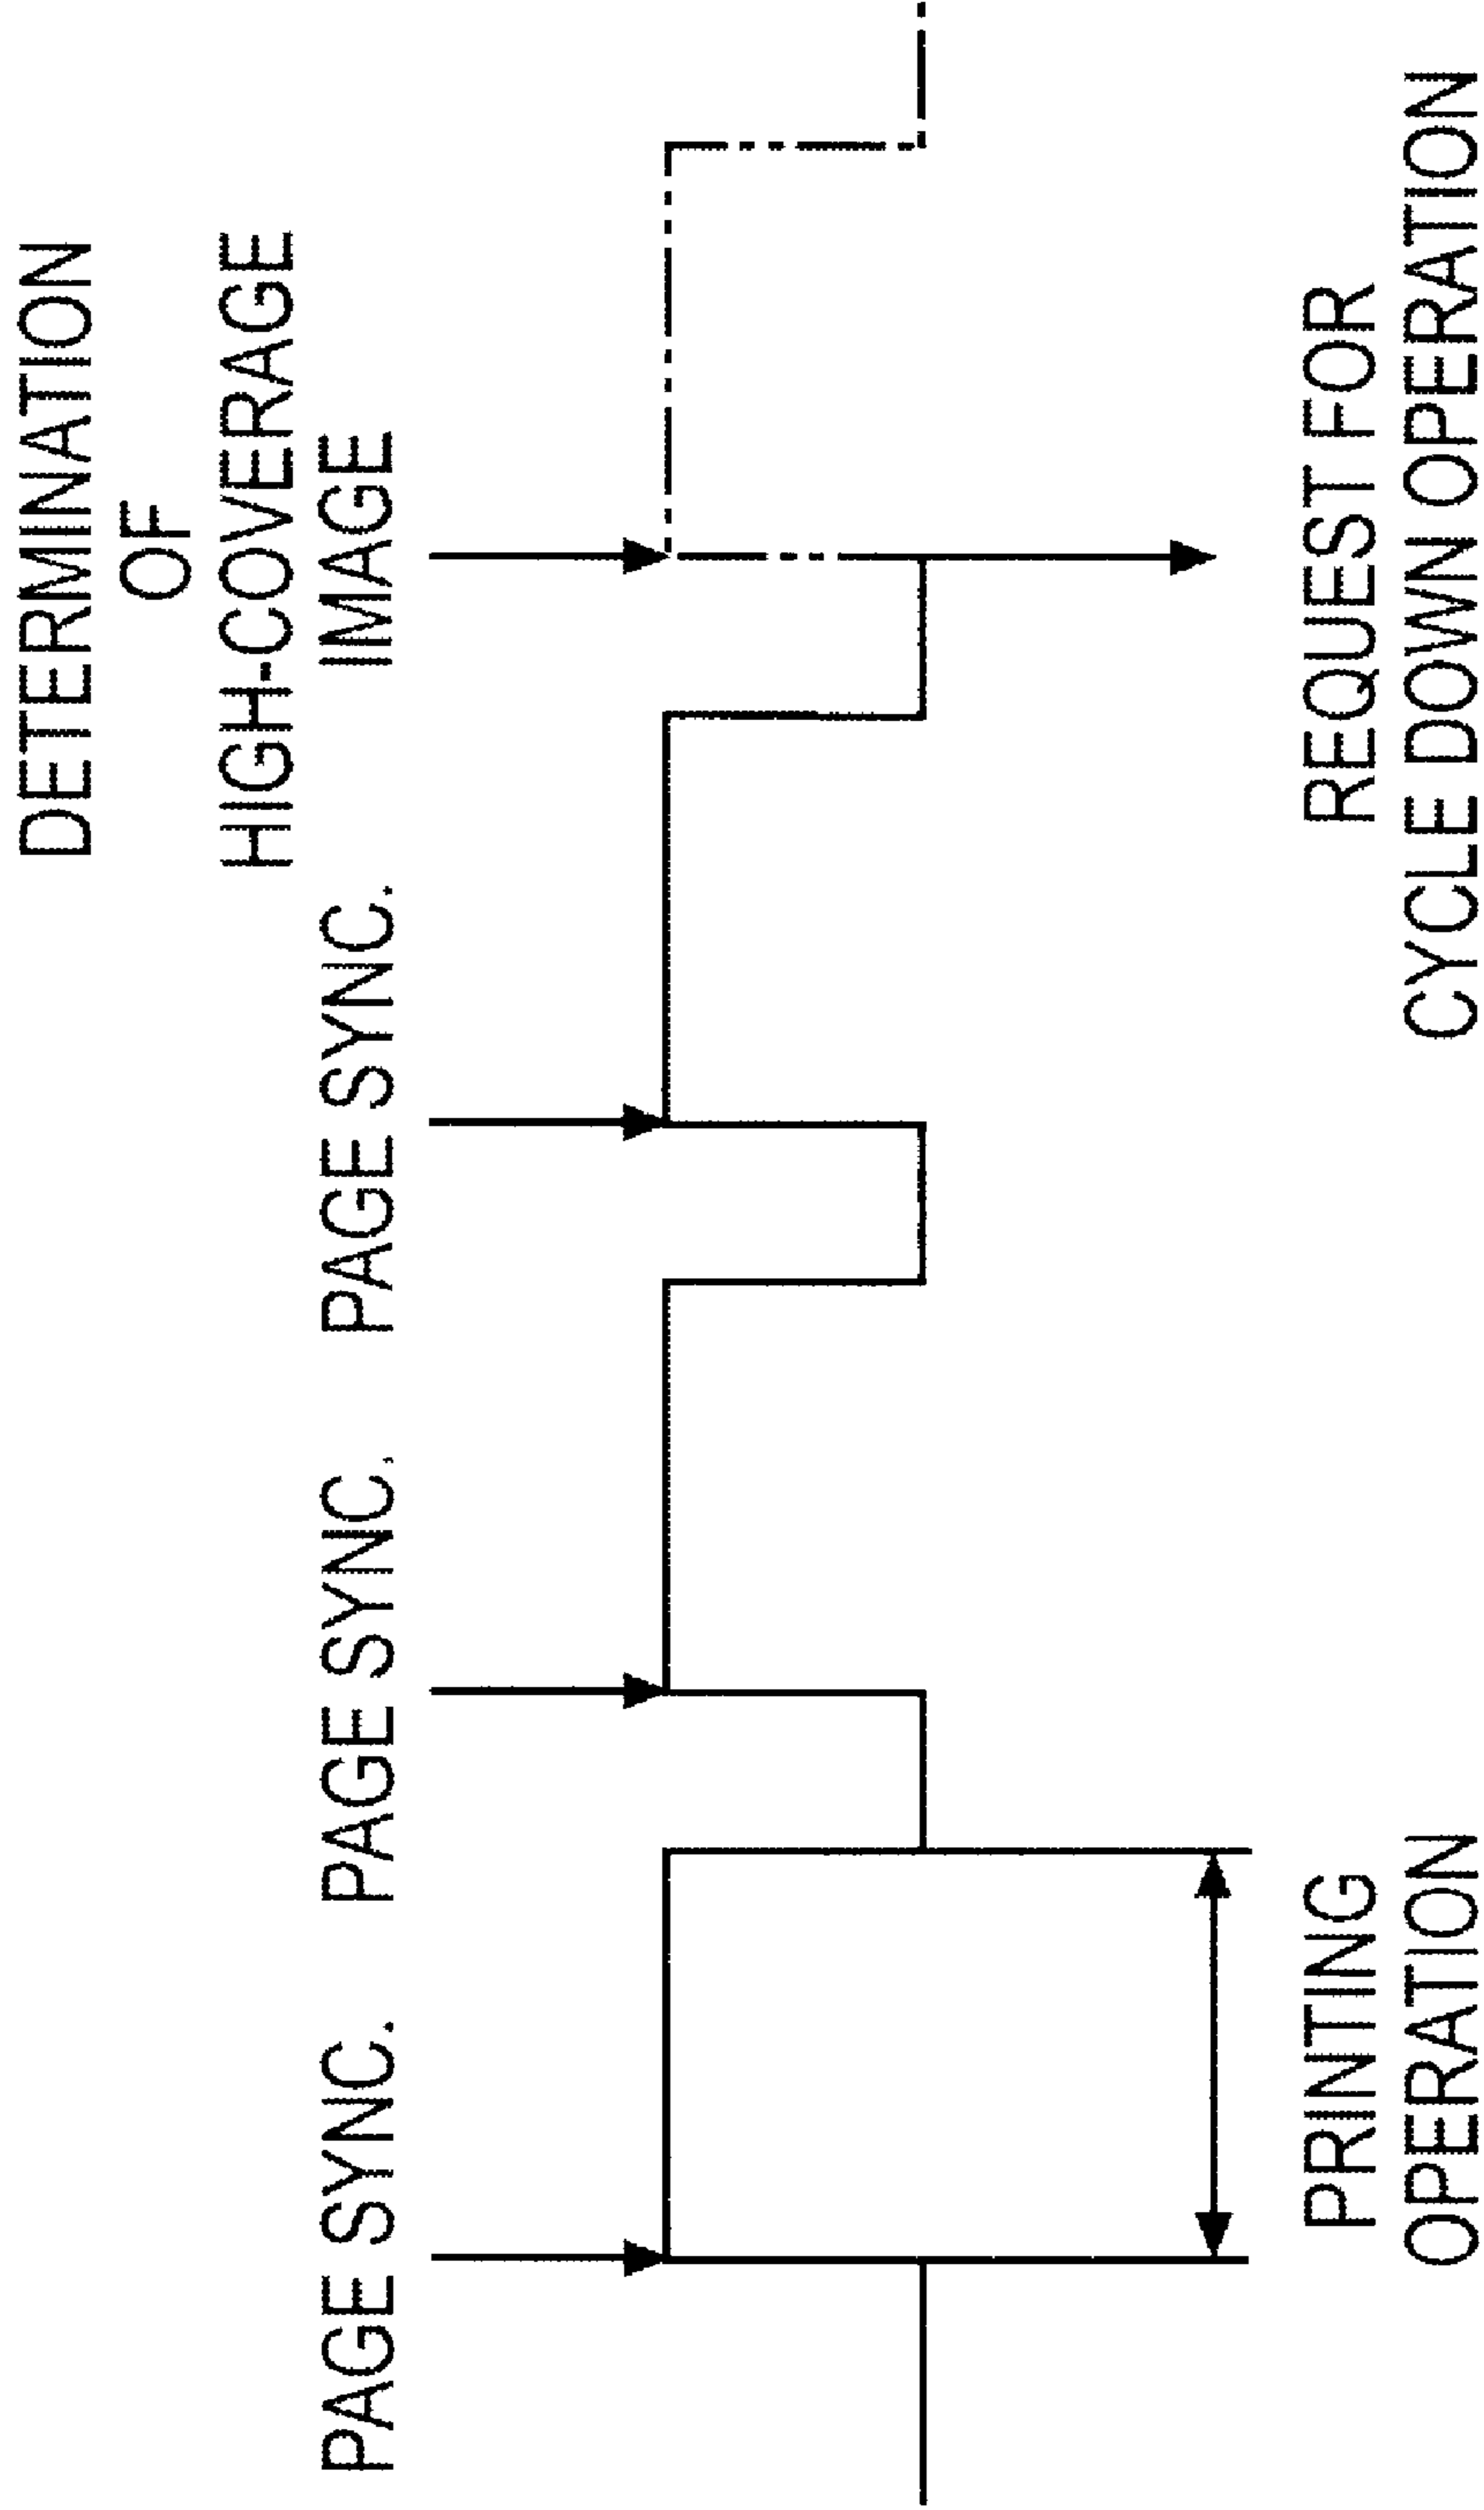 DETERMINATION
OF
HIGH-COVERAGE
IMAGE
PAGE SYNC.
PAGE SYNC.
PAGE SYNC.
PRINTING
OPERATION
REQUEST FOR
CYCLE DOWN OPERATION